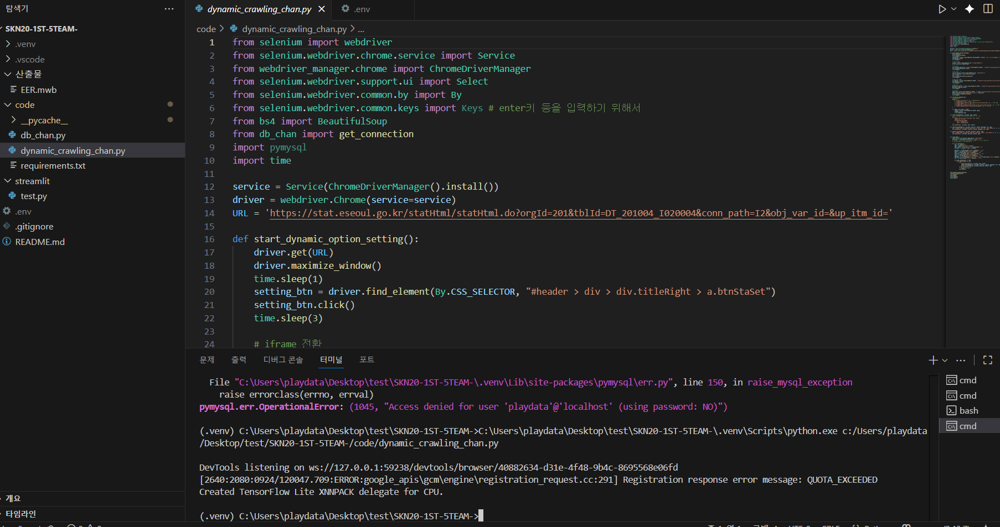 탐색기
SKN20-1ST-5TEAM-
.venv
.vscode
산출물
EER.mwb
code
__pycache__
db_chan.py
dynamic_crawling_chan.py
requirements.txt
streamlit
test.py
.env
.gitignore
README.md
개요
타임라인
dynamic_crawling_chan.py
.env
code > dynamic_crawling_chan.py > ...
1 from selenium import webdriver
2 from selenium.webdriver.chrome.service import Service
3 from webdriver_manager.chrome import ChromeDriverManager
4 from selenium.webdriver.support.ui import Select
5 from selenium.webdriver.common.by import By
6 from selenium.webdriver.common.keys import Keys # enter키 등을 입력하기 위해서
7 from bs4 import BeautifulSoup
8 from db_chan import get_connection
9 import pymysql
10 import time
11
12 service = Service(ChromeDriverManager().install())
13 driver = webdriver.Chrome(service=service)
14 URL = 'https://stat.eseoul.go.kr/statHtml/statHtml.do?orgId=201&tblId=DT_201004_I020004&conn_path=I2&obj_var_id=&up_itm_id='
15
16 def start_dynamic_option_setting():
17 driver.get(URL)
18 driver.maximize_window()
19 time.sleep(1)
20 setting_btn = driver.find_element(By.CSS_SELECTOR, "#header > div > div.titleRight > a.btnStaSet")
21 setting_btn.click()
22 time.sleep(3)
23
24 # iframe 전환
문제 출력 디버그 콘솔 터미널 포트
File "C:\Users\playdata\Desktop\test\SKN20-1ST-5TEAM-\.venv\Lib\site-packages\pymysql\err.py", line 150, in raise_mysql_exception
raise errorclass(errno, errval)
pymysql.err.OperationalError: (1045, "Access denied for user 'playdata'@'localhost' (using password: NO)")
(.venv) C:\Users\playdata\Desktop\test\SKN20-1ST-5TEAM->C:\Users\playdata\Desktop\test\SKN20-1ST-5TEAM-\.venv\Scripts\python.exe c:/Users/playdata
/Desktop/test/SKN20-1ST-5TEAM-/code/dynamic_crawling_chan.py
DevTools listening on ws://127.0.0.1:59238/devtools/browser/40882634-d31e-4f48-9b4c-8695568e06fd
[2640:2080:0924/120047.709:ERROR:google_apis\gcm\engine\registration_request.cc:291] Registration response error message: QUOTA_EXCEEDED
Created TensorFlow Lite XNNPACK delegate for CPU.
(.venv) C:\Users\playdata\Desktop\test\SKN20-1ST-5TEAM->
cmd
cmd
bash
cmd